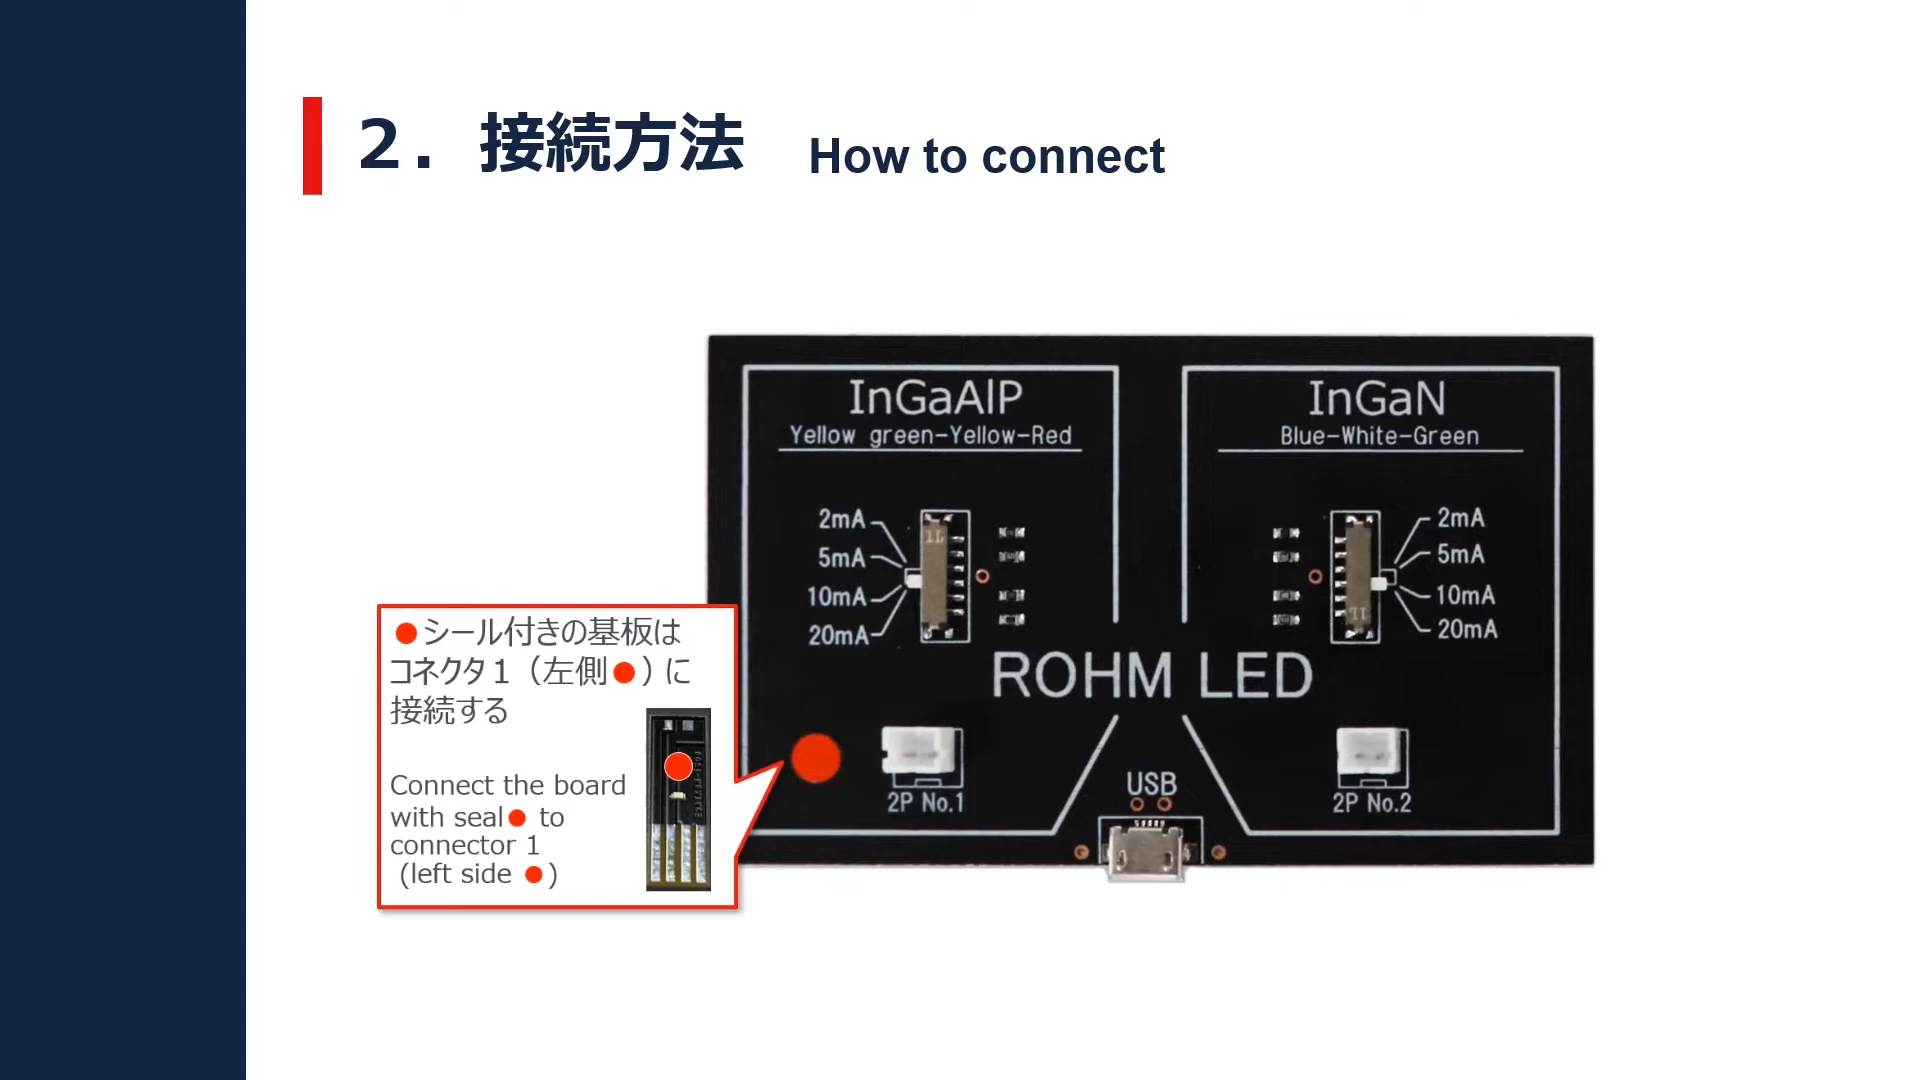 ２．接続方法 How to connect
InGaAlP
Yellow green-Yellow-Red
2mA
5mA
10mA
20mA
1L
InGaN
Blue-White-Green
2mA
5mA
10mA
20mA
1L
ROHM LED
2P No.1
USB
2P No.2
シール付きの基板は
コネクタ１（左側）に
接続する
Connect the board
with seal to
connector 1
(left side )